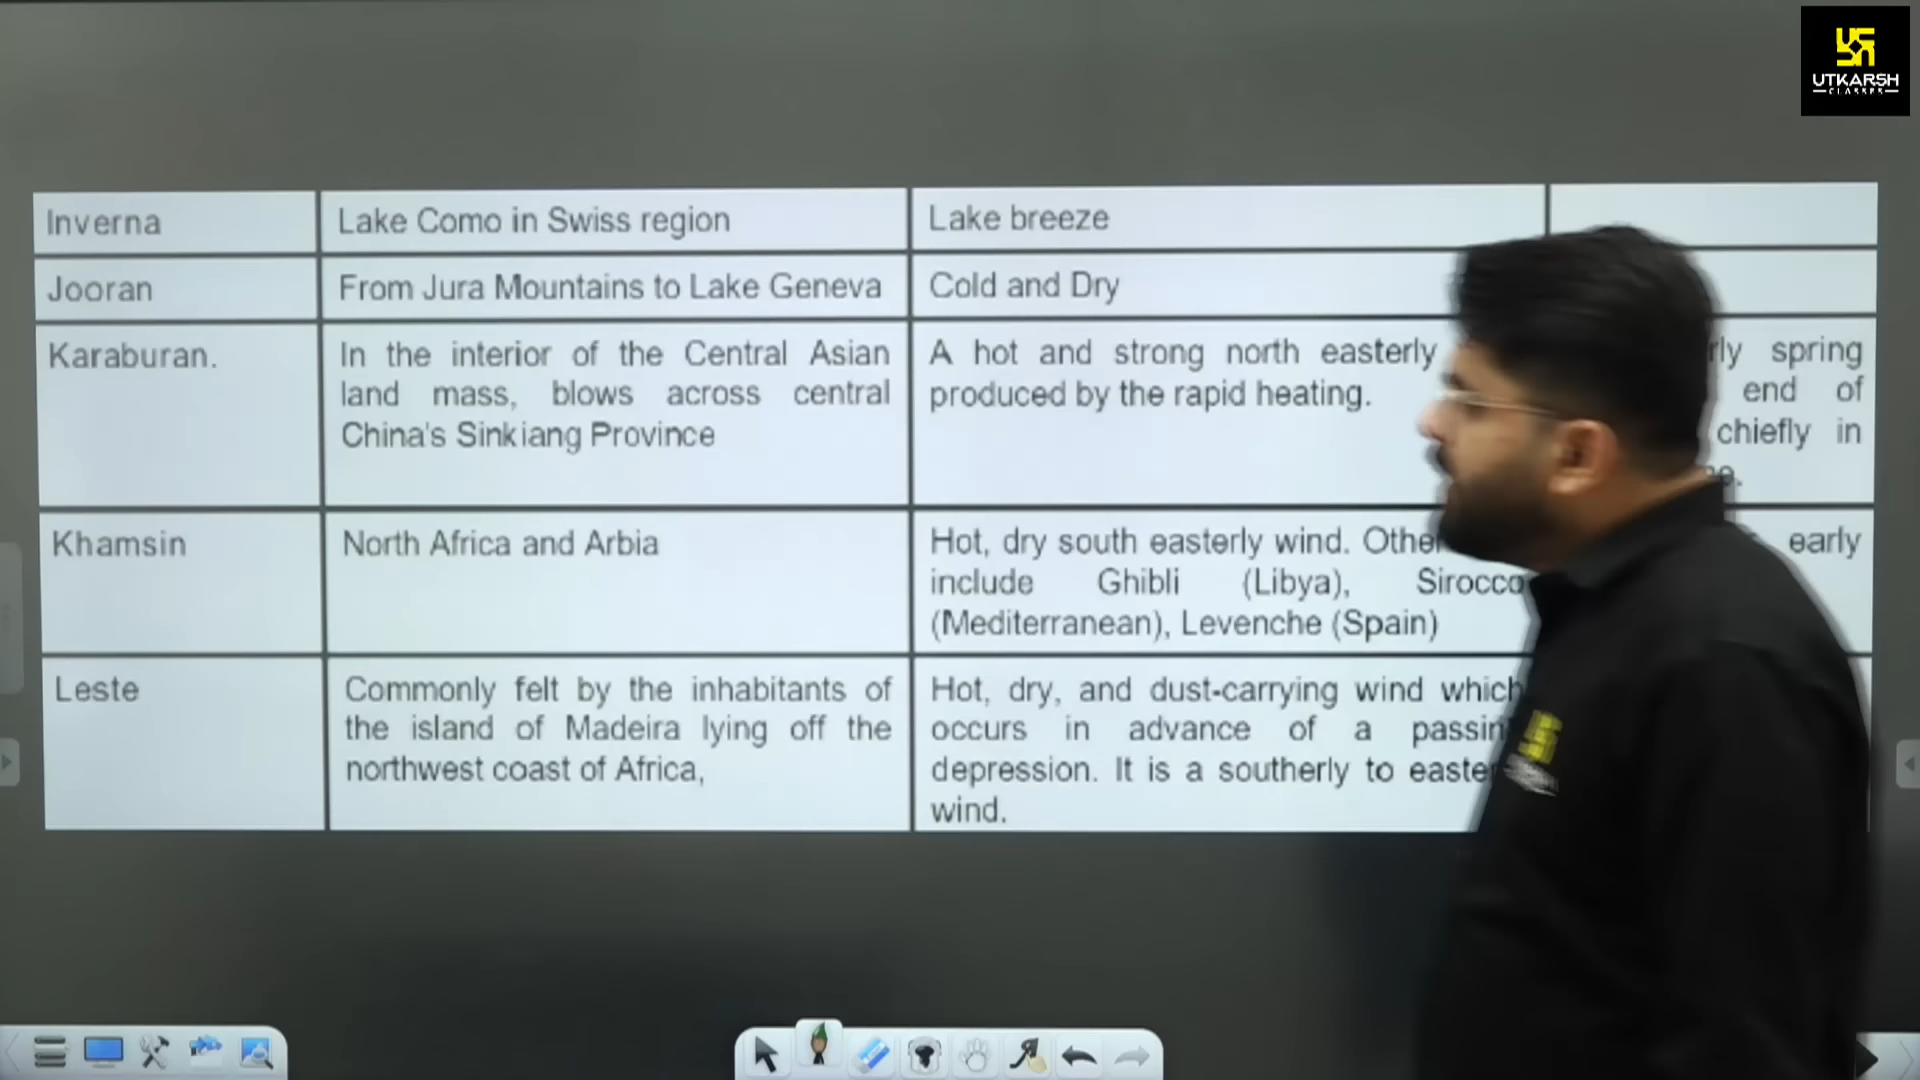 UTKARSH
CLASSES
Inverna
Lake Como in Swiss region
Lake breeze
Jooran
From Jura Mountains to Lake Geneva
Cold and Dry
Karaburan.
In the interior of the Central Asian
land mass, blows across central
China's Sinkiang Province
A hot and strong north easterly
produced by the rapid heating.
spring
end of
chiefly in
Khamsin
North Africa and Arbia
Hot, dry south easterly wind.
include Ghibli (Libya), Sirocco
(Mediterranean), Levenche (Spain)
early
Leste
Commonly felt by the inhabitants of
the island of Madeira lying off the
northwest coast of Africa,
Hot, dry, and dust-carrying wind which
occurs in advance of a
depression. It is a southerly to
wind.